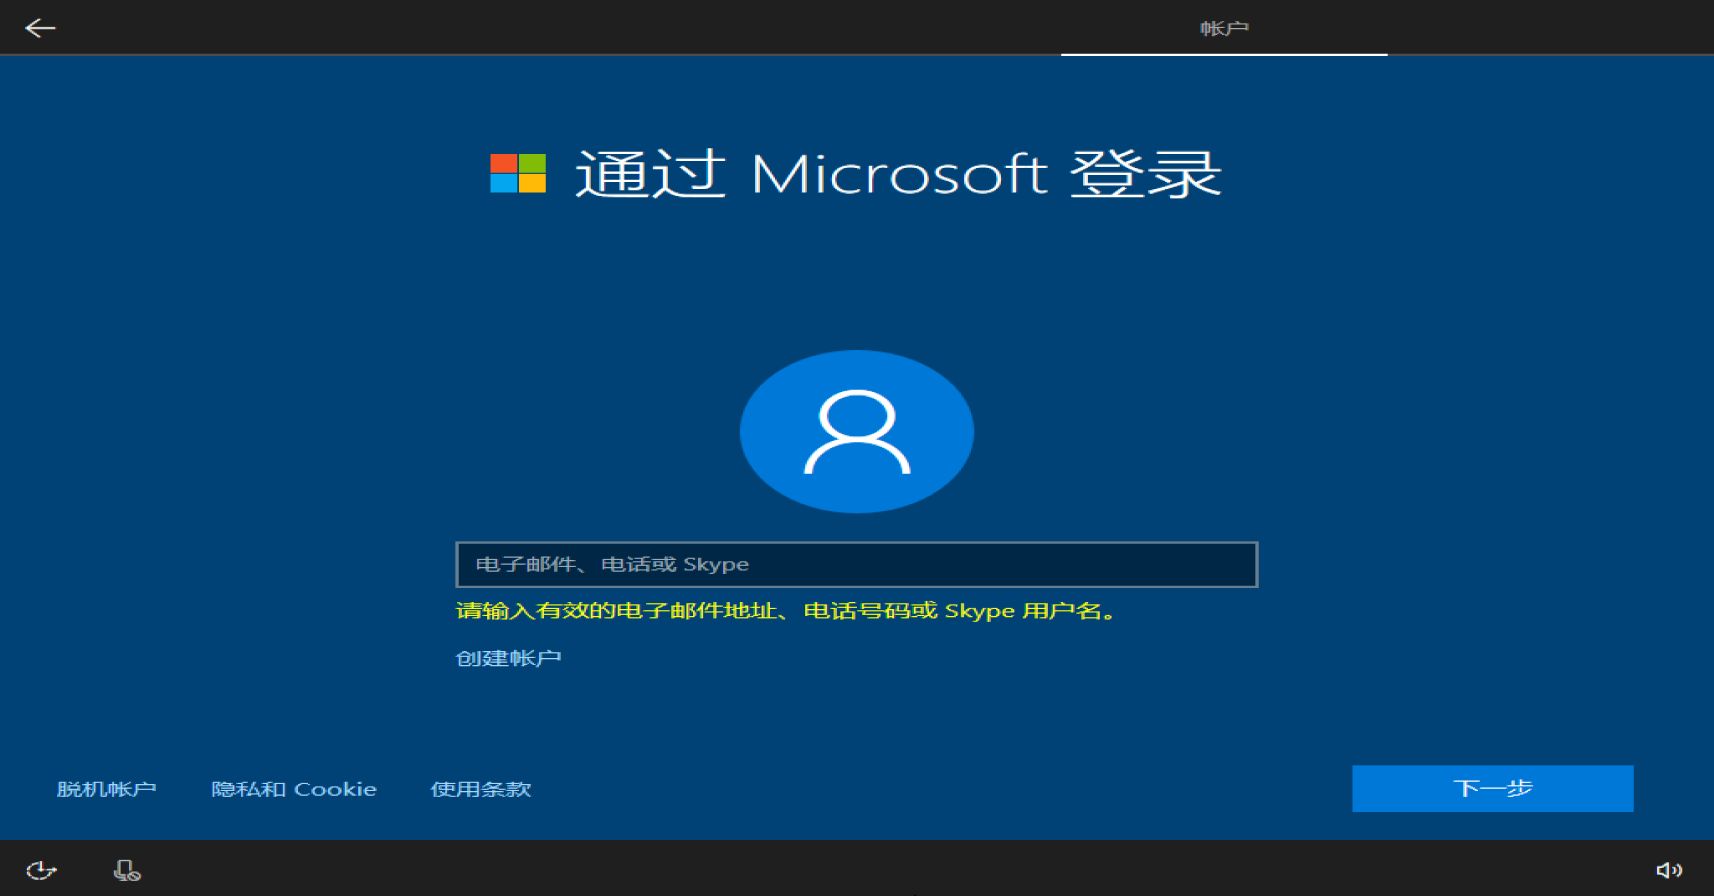 帐户
通过 Microsoft 登录
电子邮件、电话或 Skype
请输入有效的电子邮件地址、电话号码或 Skype 用户名。
创建帐户
脱机帐户 隐私和 Cookie 使用条款 下一步